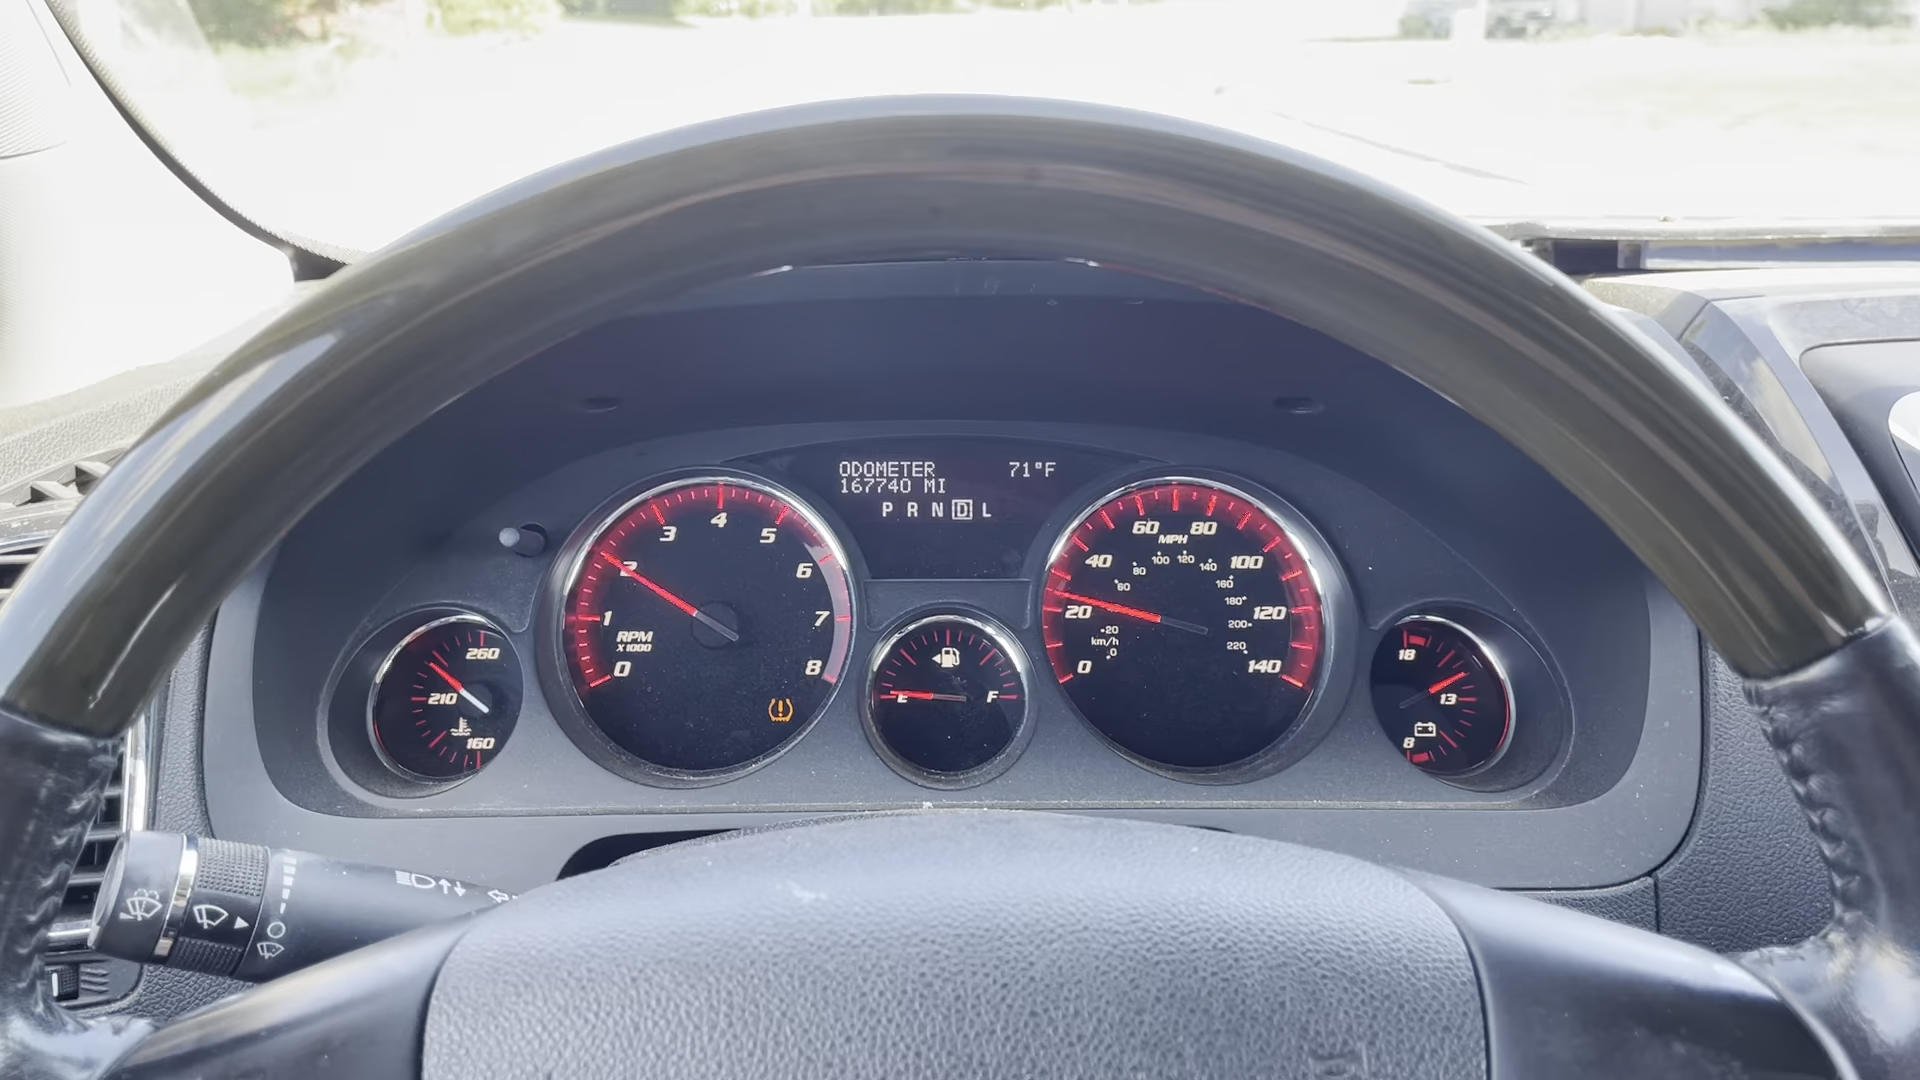 ODOMETER 71°F
167740 MI
P R N D L
0 1 2 3 4 5 6 7 8
RPM
X1000
0 20 40 60 80 100 120 140
MPH
0 20 60 80 100 120 140 160 180 200 220
km/h
260
210
160
E F
18
13
8